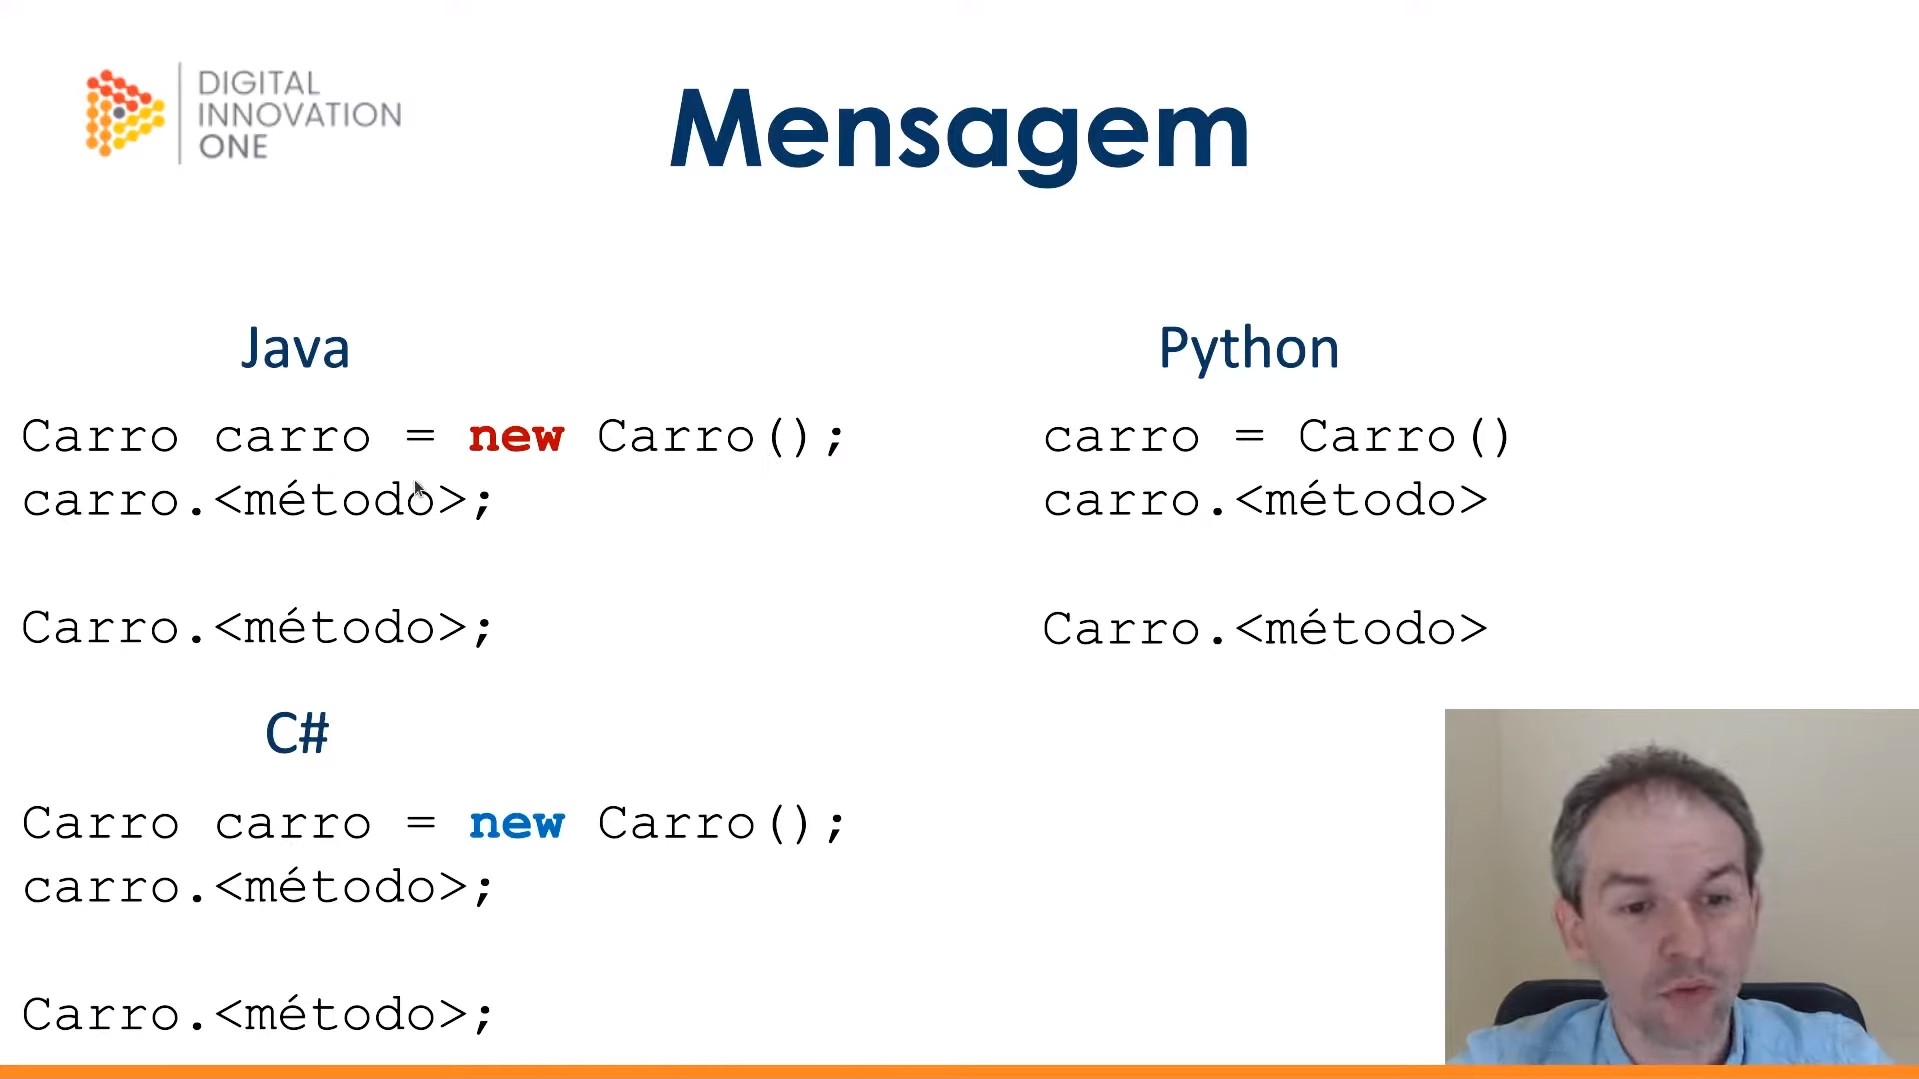 DIGITAL
INNOVATION
ONE
Mensagem
Java
Carro carro = new Carro();
carro.<método>;
Carro.<método>;
Python
carro = Carro()
carro.<método>
Carro.<método>
C#
Carro carro = new Carro();
carro.<método>;
Carro.<método>;